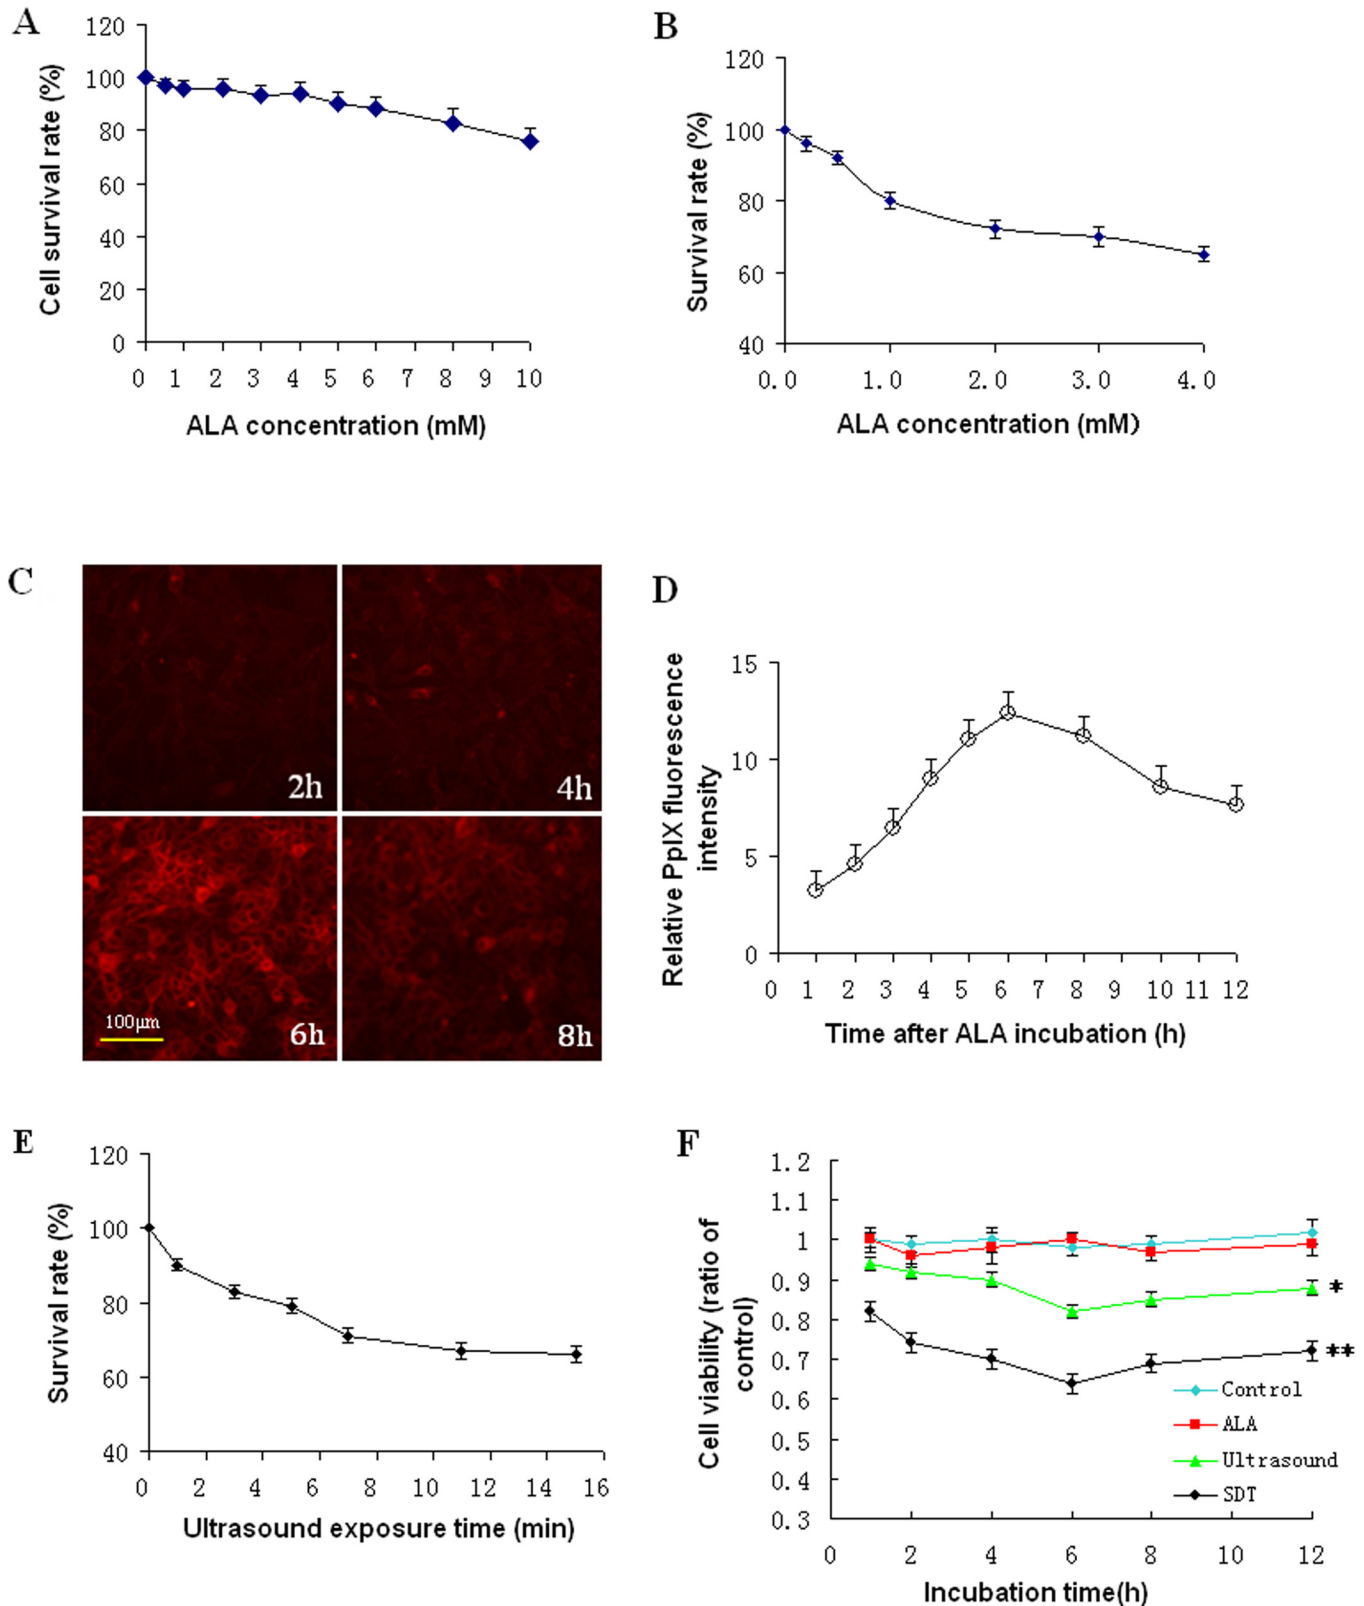 A
120
100
80
60
40
20
0
Cell survival rate (%)
0 1 2 3 4 5 6 7 8 9 10
ALA concentration (mM)
B
120
100
80
60
40
Survival rate (%)
0.0 1.0 2.0 3.0 4.0
ALA concentration (mM)
C
2h
4h
100µm
6h
8h
D
15
10
5
0
Relative PpIX fluorescence
intensity
0 1 2 3 4 5 6 7 8 9 10 11 12
Time after ALA incubation (h)
E
120
100
80
60
40
Survival rate (%)
0 2 4 6 8 10 12 14 16
Ultrasound exposure time (min)
F
1.2
1.1
1
0.9
0.8
0.7
0.6
0.5
0.4
0.3
Cell viability (ratio of
control)
*
**
Control
ALA
Ultrasound
SDT
0 2 4 6 8 10 12
Incubation time(h)